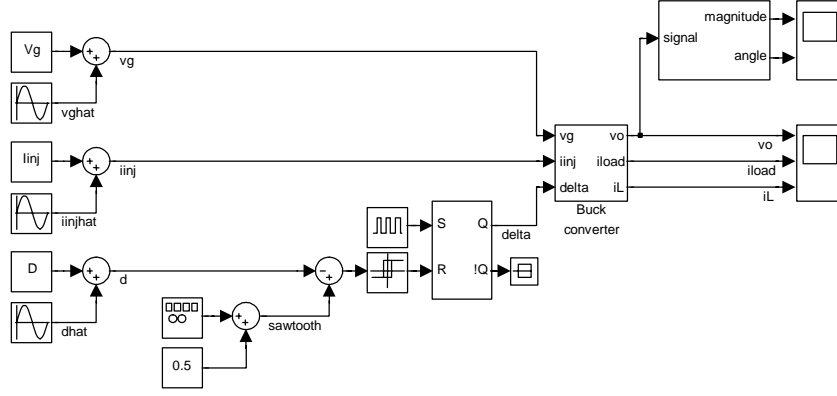 magnitude
signal
angle
Vg
vg
vghat
vg
vo
vo
Iinj
iinj
iinj
iload
iload
delta
iL
iL
iinjhat
Buck
converter
S
Q
delta
D
d
R
!Q
dhat
sawtooth
0.5